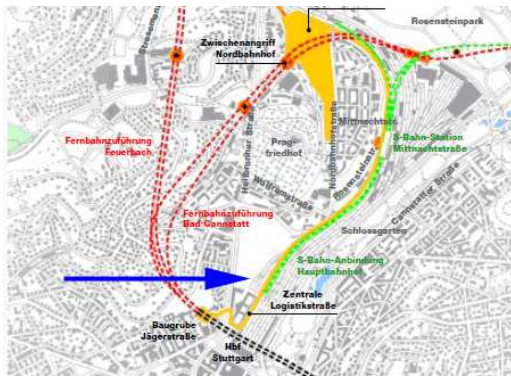 Rosensteinpark
Zwischenangriff
Nordbahnhof
Mittnachtstr.
Fernbahnzuführung
Feuerbach
Prag-
friedhof
Heilbronner Straße
Nordbahnhofstraße
Rosensteinstr.
S-Bahn-Station
Mittnachtstraße
Wolframstraße
Cannstatter Straße
Fernbahnzuführung
Bad Cannstatt
Schlossgarten
S-Bahn-Anbindung
Hauptbahnhof
Zentrale
Logistikstraße
Baugrube
Jägerstraße
Hbf
Stuttgart